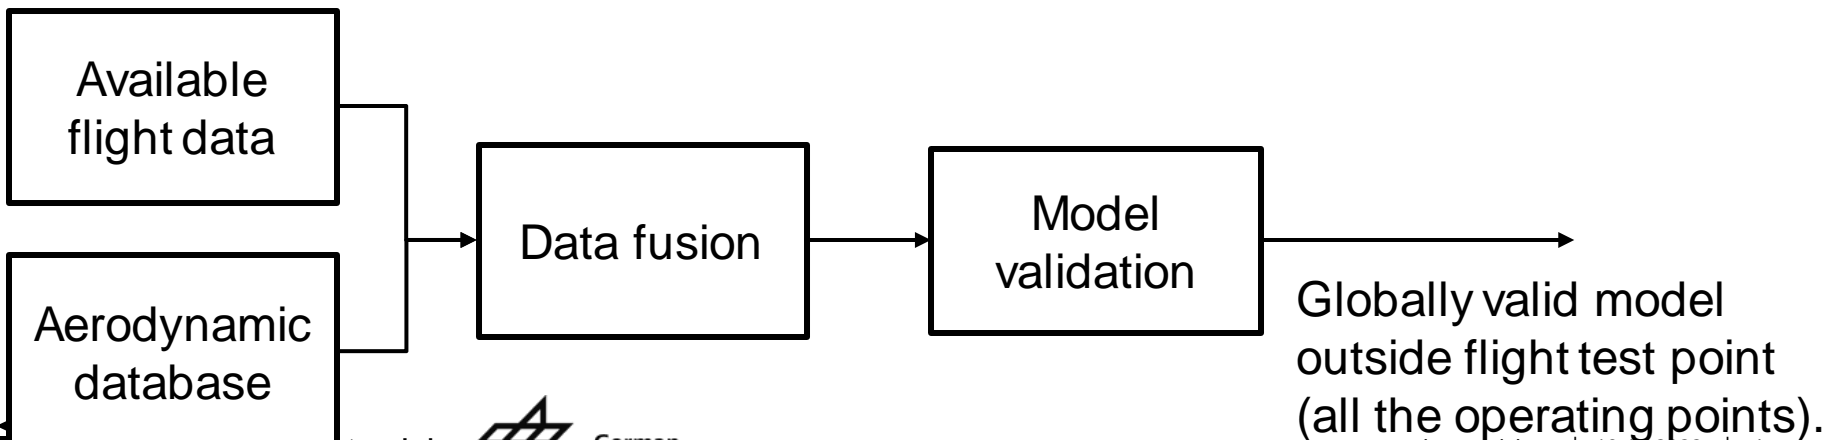 Available
flight data
Data fusion
Model
validation
Aerodynamic
database
Globally valid model
outside flight test point
(all the operating points).
German